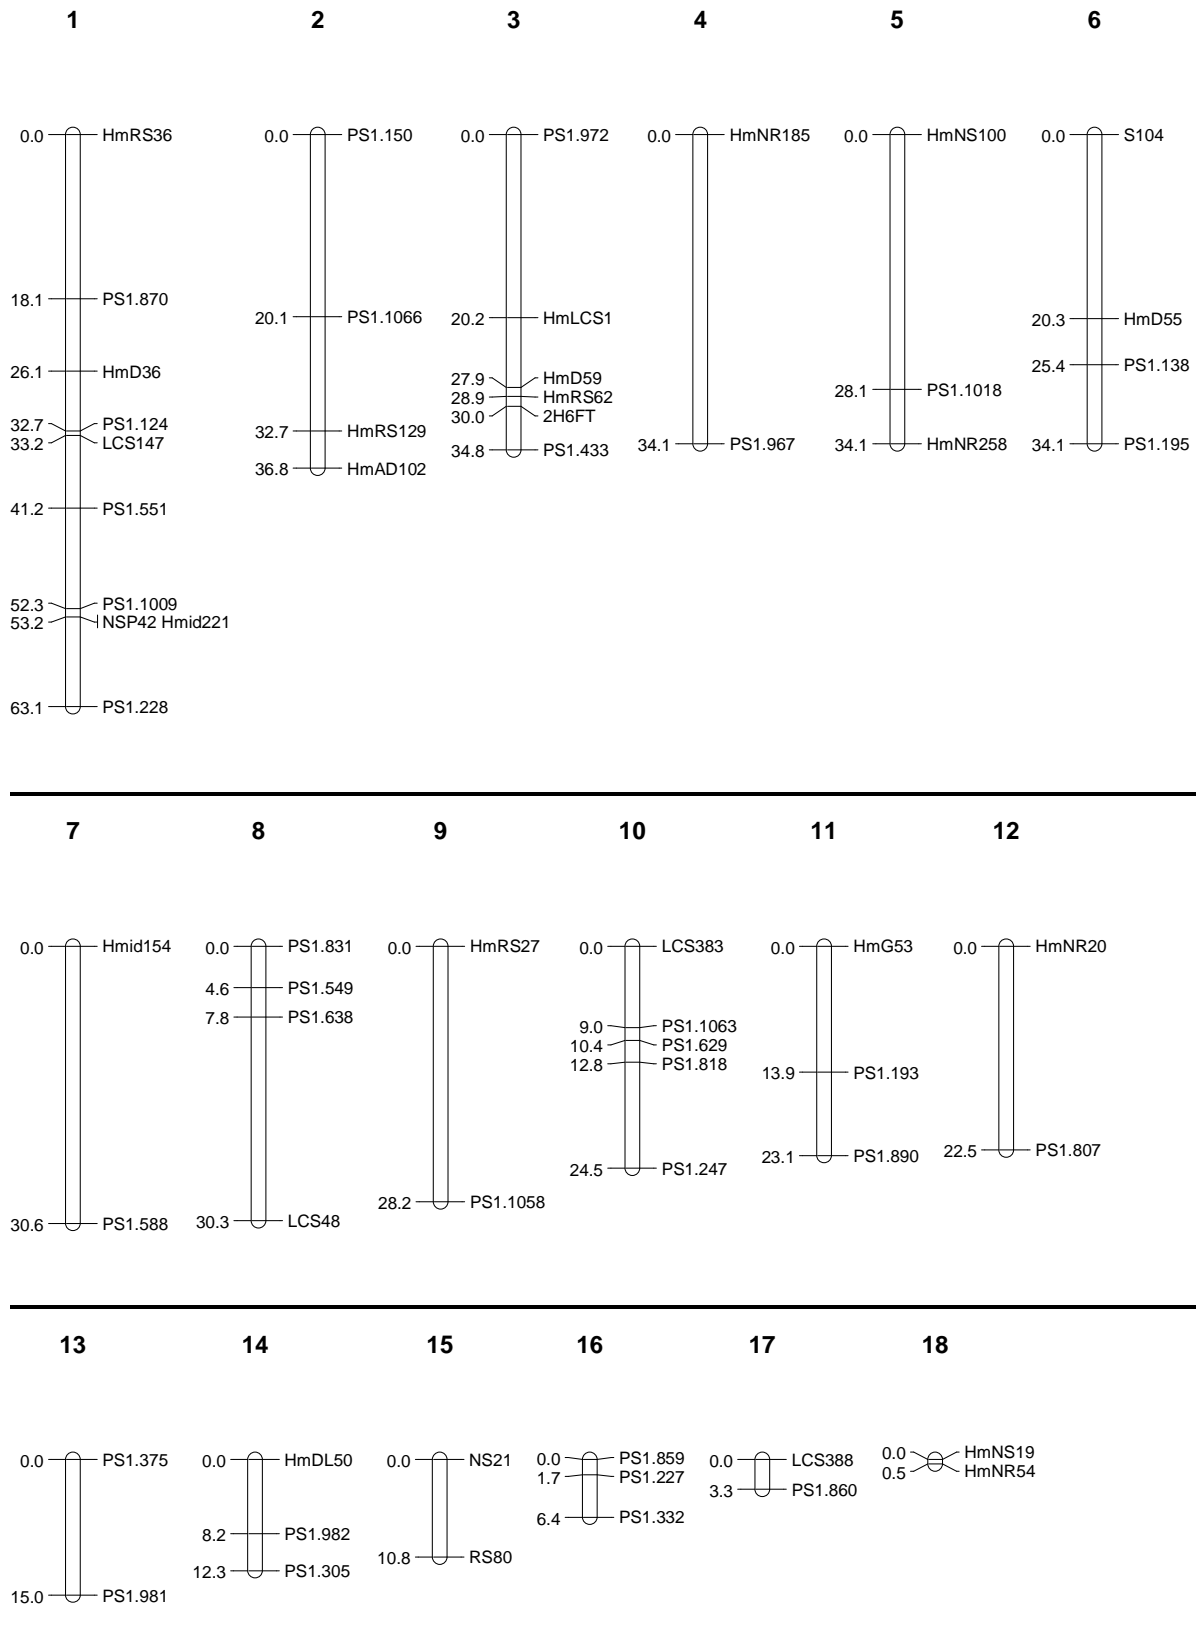 1 2 3 4 5 6
0.0 HmRS36
18.1 PS1.870
26.1 HmD36
32.7 PS1.124
33.2 LCS147
41.2 PS1.551
52.3 PS1.1009
53.2 NSP42 Hmid221
63.1 PS1.228
0.0 PS1.150
20.1 PS1.1066
32.7 HmRS129
36.8 HmAD102
0.0 PS1.972
20.2 HmLCS1
27.9 HmD59
28.9 HmRS62
30.0 2H6FT
34.8 PS1.433
0.0 HmNR185
34.1 PS1.967
0.0 HmNS100
28.1 PS1.1018
34.1 HmNR258
0.0 S104
20.3 HmD55
25.4 PS1.138
34.1 PS1.195
7 8 9 10 11 12
0.0 Hmid154
30.6 PS1.588
0.0 PS1.831
4.6 PS1.549
7.8 PS1.638
30.3 LCS48
0.0 HmRS27
28.2 PS1.1058
0.0 LCS383
9.0 PS1.1063
10.4 PS1.629
12.8 PS1.818
24.5 PS1.247
0.0 HmG53
13.9 PS1.193
23.1 PS1.890
0.0 HmNR20
22.5 PS1.807
13 14 15 16 17 18
0.0 PS1.375
15.0 PS1.981
0.0 HmDL50
8.2 PS1.982
12.3 PS1.305
0.0 NS21
10.8 RS80
0.0 PS1.859
1.7 PS1.227
6.4 PS1.332
0.0 LCS388
3.3 PS1.860
0.0 HmNS19
0.5 HmNR54